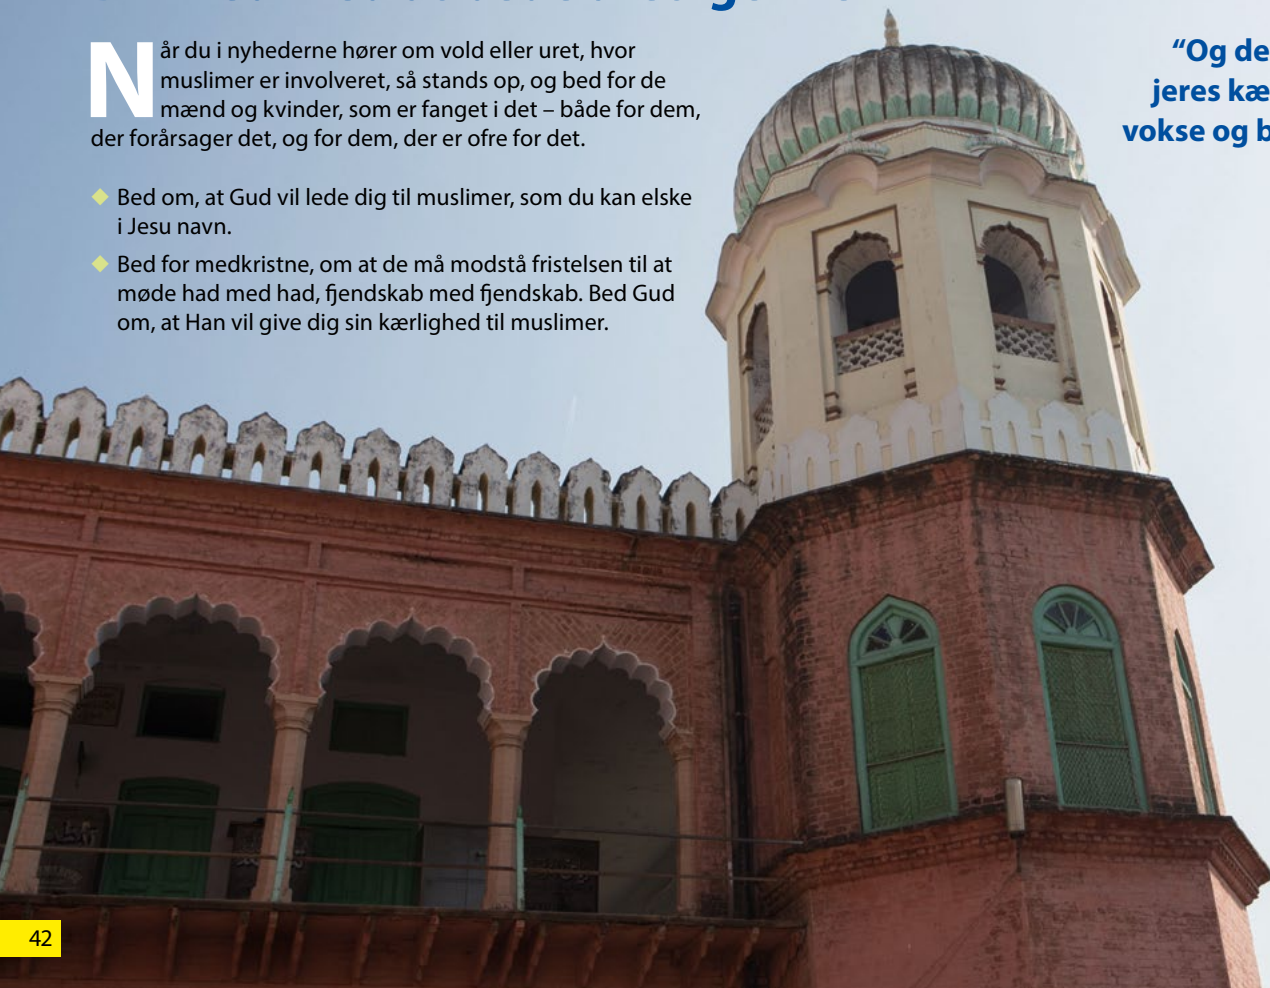 Når du i nyhederne hører om vold eller uret, hvor
muslimer er involveret, så stands op, og bed for de
mænd og kvinder, som er fanget i det – både for dem,
der forårsager det, og for dem, der er ofre for det.
◆ Bed om, at Gud vil lede dig til muslimer, som du kan elske
i Jesu navn.
◆ Bed for medkristne, om at de må modstå fristelsen til at
møde had med had, fjendskab med fjendskab. Bed Gud
om, at Han vil give dig sin kærlighed til muslimer.
“Og de
jeres kæ
vokse og b
42